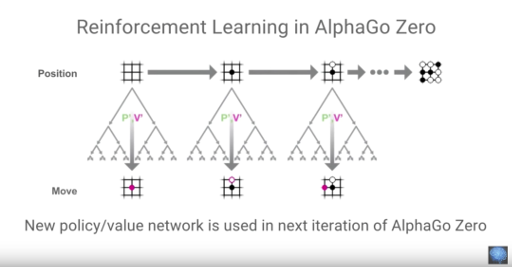 Reinforcement Learning in AlphaGo Zero
Position
P' V'
P' V'
P' V'
Move
New policy/value network is used in next iteration of AlphaGo Zero